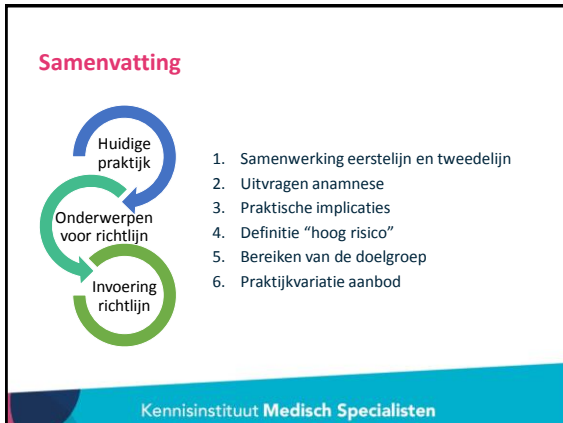 Samenvatting
Huidige
praktijk
Onderwerpen
voor richtlijn
Invoering
richtlijn
1. Samenwerking eerstelijn en tweedelijn
2. Uitvragen anamnese
3. Praktische implicaties
4. Definitie “hoog risico”
5. Bereiken van de doelgroep
6. Praktijkvariatie aanbod
Kennisinstituut Medisch Specialisten